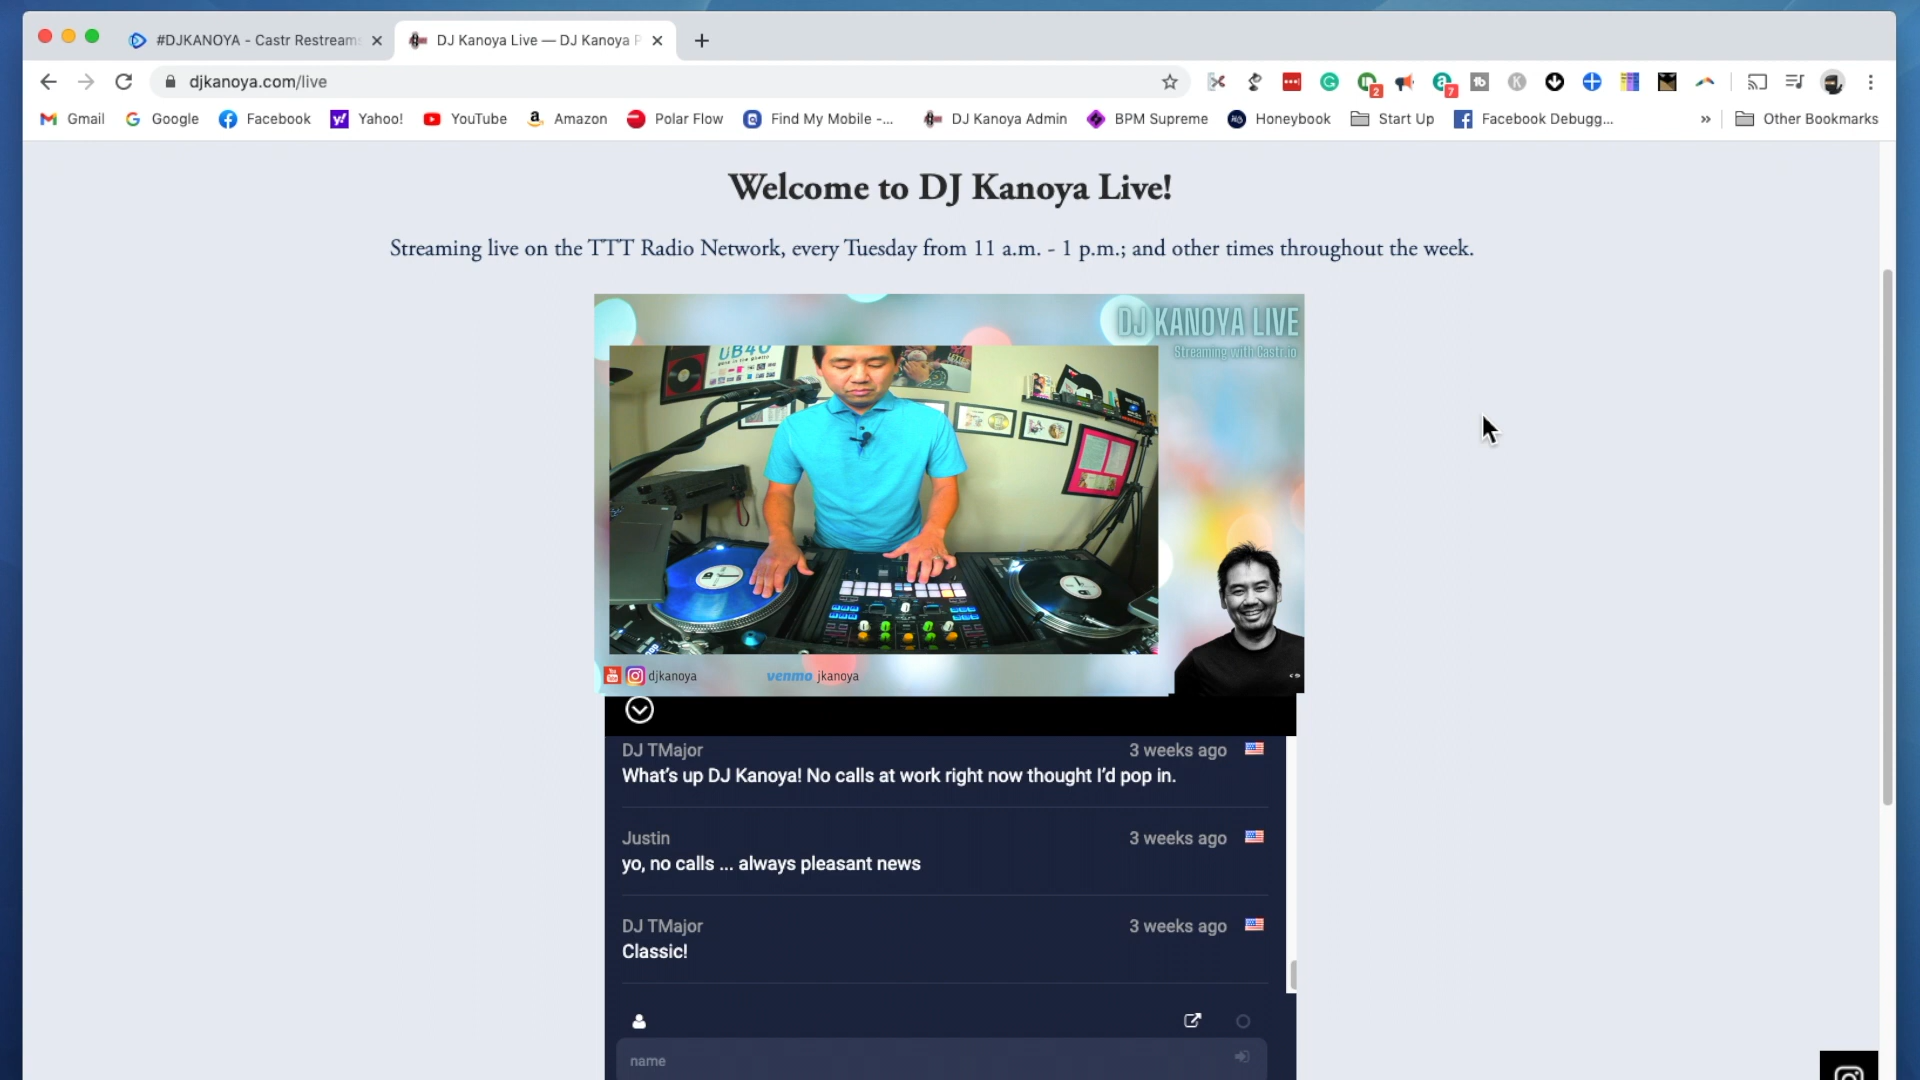 #DJKANOYA - Castr Restream
DJ Kanoya Live — DJ Kanoya P
djkanoya.com/live
2
7
Gmail
Google
Facebook
Yahoo!
YouTube
Amazon
Polar Flow
Find My Mobile -...
DJ Kanoya Admin
BPM Supreme
Honeybook
Start Up
Facebook Debugg...
»
Other Bookmarks
Welcome to DJ Kanoya Live!
Streaming live on the TTT Radio Network, every Tuesday from 11 a.m. - 1 p.m.; and other times throughout the week.
DJ KANOYA LIVE
Streaming with Castr.io
UB40
djkanoya
venmo jkanoya
DJ TMajor 3 weeks ago
What's up DJ Kanoya! No calls at work right now thought I'd pop in.
Justin 3 weeks ago
yo, no calls ... always pleasant news
DJ TMajor 3 weeks ago
Classic!
name